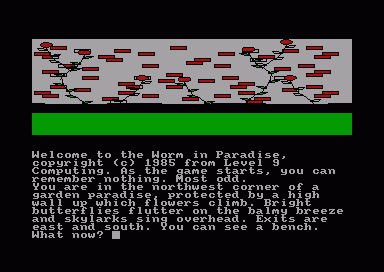 Welcome to the Worm in Paradise,
copyright (c) 1985 from Level 9
Computing. As the game starts, you can
remember nothing. Most odd.
You are in the northwest corner of a
garden paradise, protected by a high
wall up which flowers climb. Bright
butterflies flutter on the balmy breeze
and skylarks sing overhead. Exits are
east and south. You can see a bench.
What now?